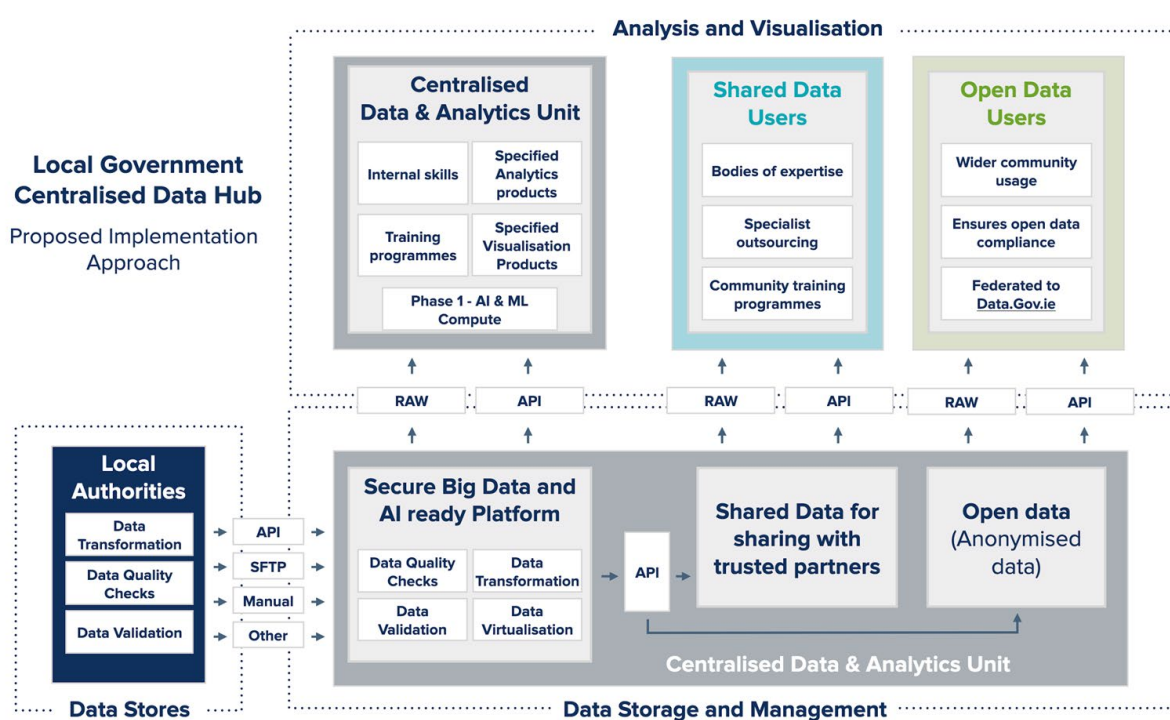 Analysis and Visualisation
Local Government
Centralised Data Hub
Proposed Implementation
Approach
Centralised
Data & Analytics Unit
Internal skills
Specified
Analytics
products
Training
programmes
Specified
Visualisation
Products
Phase 1 - AI & ML
Compute
Shared Data
Users
Bodies of expertise
Specialist
outsourcing
Community training
programmes
Open Data
Users
Wider community
usage
Ensures open data
compliance
Federated to
Data.Gov.ie
RAW
API
RAW
API
RAW
API
Local
Authorities
Data
Transformation
Data Quality
Checks
Data Validation
API
SFTP
Manual
Other
Secure Big Data and
AI ready Platform
Data Quality
Checks
Data
Transformation
Data
Validation
Data
Virtualisation
API
Shared Data for
sharing with
trusted partners
Open data
(Anonymised
data)
Centralised Data & Analytics Unit
Data Stores
Data Storage and Management